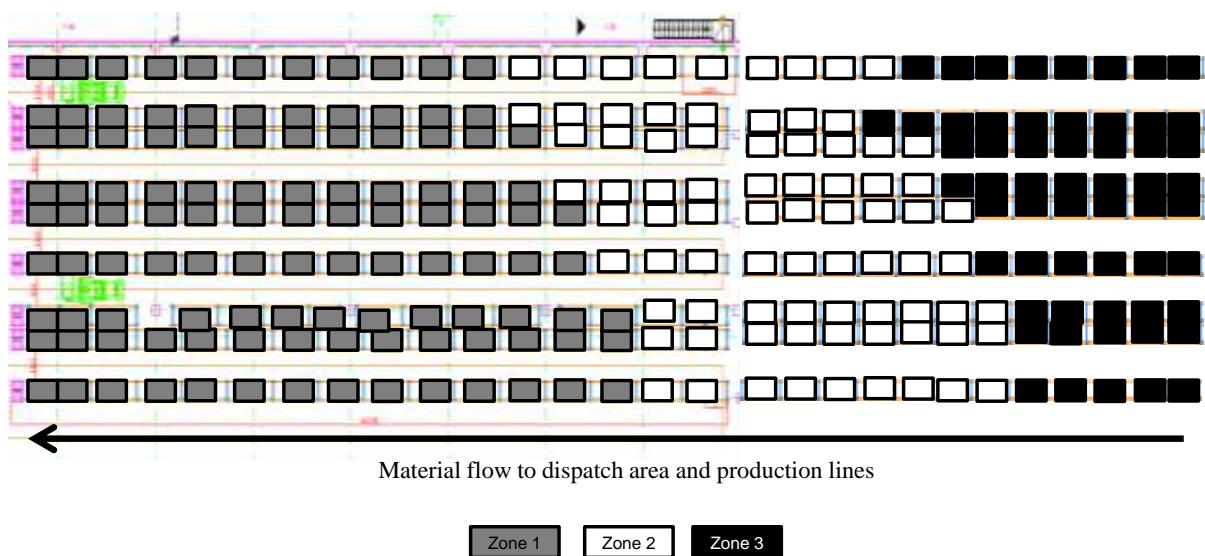 Material flow to dispatch area and production lines
Zone 1 Zone 2 Zone 3